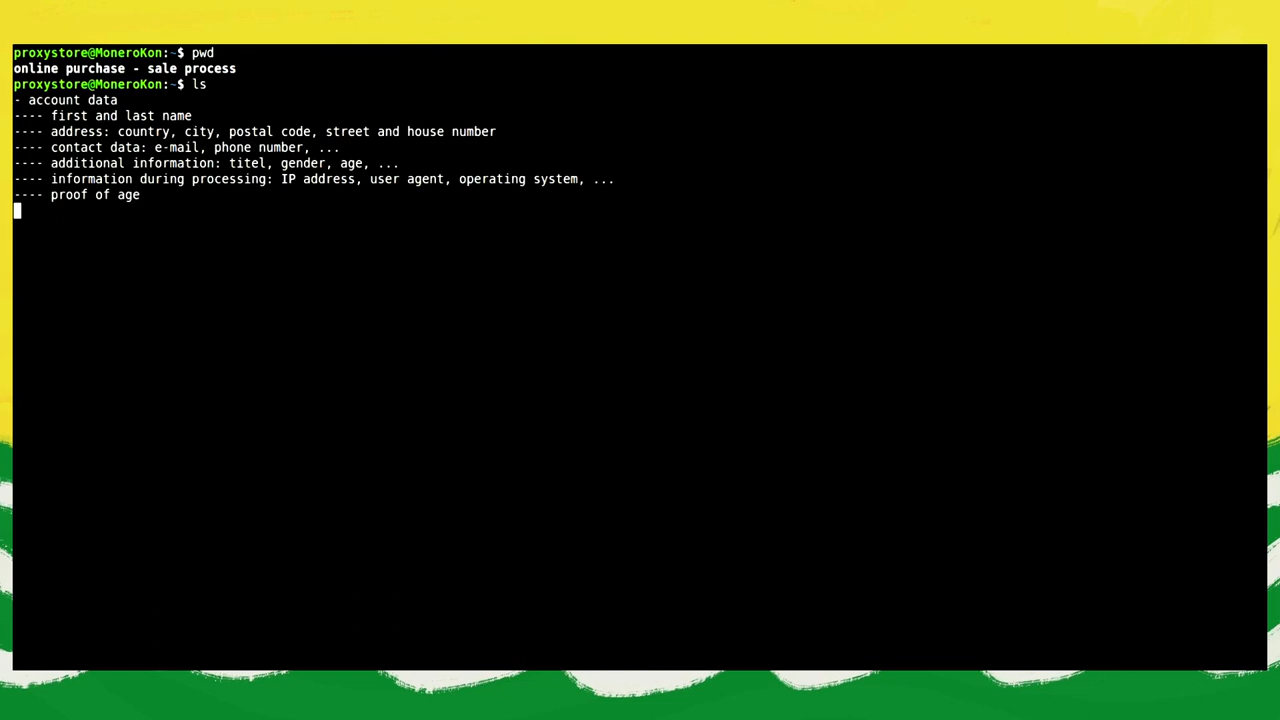 proxystore@MoneroKon:~$ pwd
online purchase - sale process
proxystore@MoneroKon:~$ ls
- account data
---- first and last name
---- address: country, city, postal code, street and house number
---- contact data: e-mail, phone number, ...
---- additional information: titel, gender, age, ...
---- information during processing: IP address, user agent, operating system, ...
---- proof of age